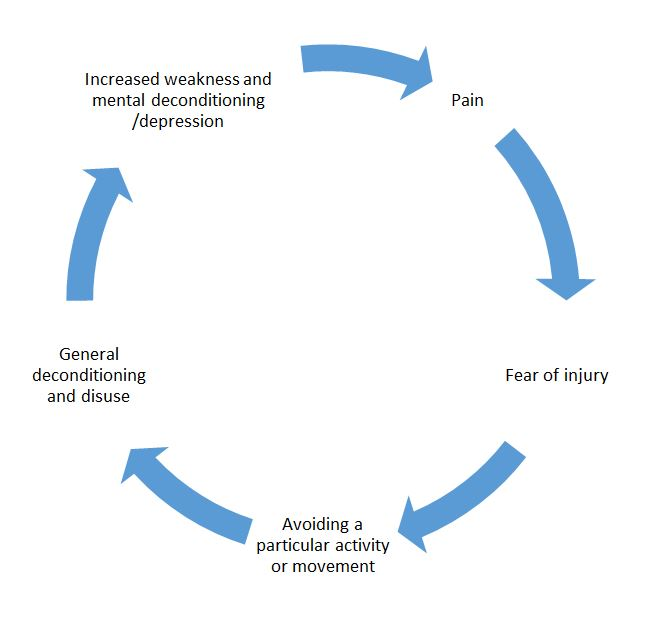 Increased weakness and
mental deconditioning
/depression
Pain
Fear of injury
Avoiding a
particular activity
or movement
General
deconditioning
and disuse